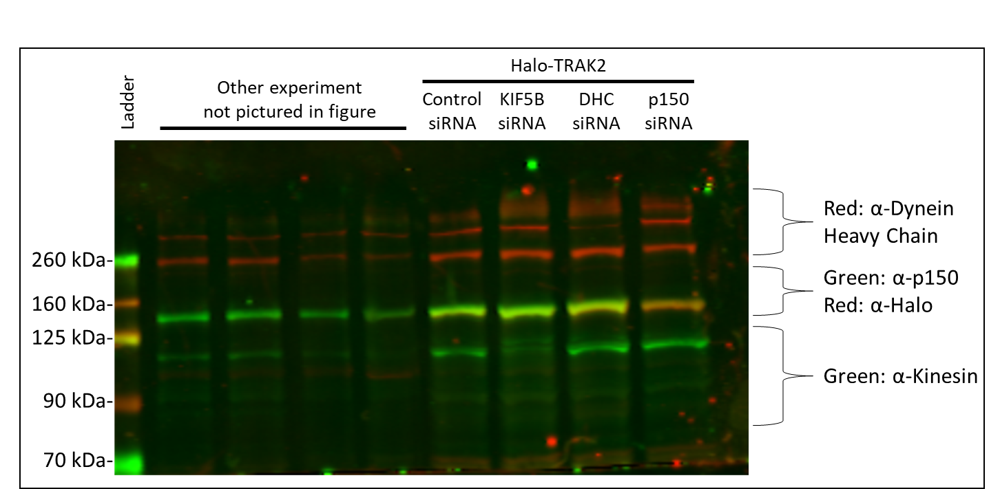 Halo-TRAK2
Ladder
Other experiment
not pictured in figure
Control
siRNA
KIF5B
siRNA
DHC
siRNA
p150
siRNA
260 kDa-
160 kDa-
125 kDa-
90 kDa-
70 kDa-
Red: α-Dynein
Heavy Chain
Green: α-p150
Red: α-Halo
Green: α-Kinesin